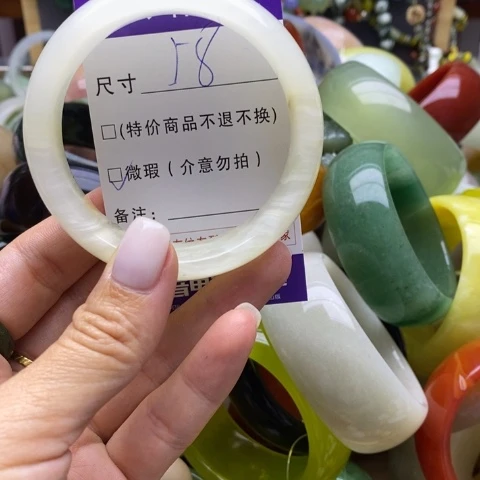 尺寸 58
□(特价商品不退不换)
☑微瑕(介意勿拍)
备注: